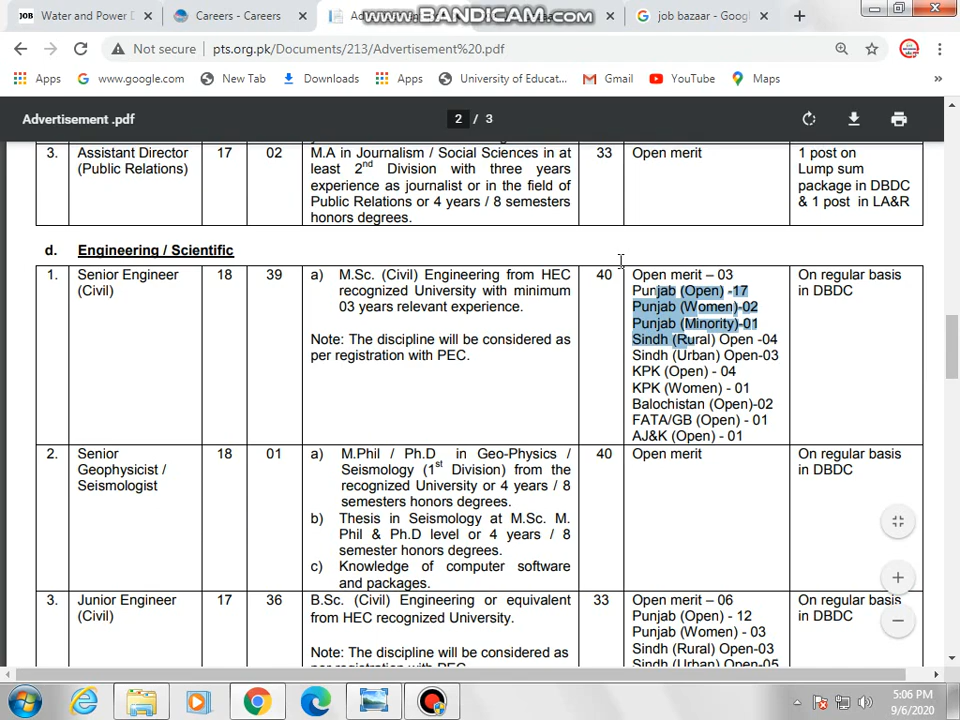 Water and Power D
Careers - Careers
Ad
www.BANDICAM.com
job bazaar - Goog
Not secure
pts.org.pk/Documents/213/Advertisement%20.pdf
Apps
www.google.com
New Tab
Downloads
Apps
University of Educat...
Gmail
YouTube
Maps
»
Advertisement .pdf
2 / 3
3.
Assistant Director
(Public Relations)
17
02
M.A in Journalism / Social Sciences in at
least 2nd Division with three years
experience as journalist or in the field of
Public Relations or 4 years / 8 semesters
honors degrees.
33
Open merit
1 post on
Lump sum
package in DBDC
& 1 post in LA&R
d. Engineering / Scientific
1.
Senior Engineer
(Civil)
18
39
a) M.Sc. (Civil) Engineering from HEC
recognized University with minimum
03 years relevant experience.
Note: The discipline will be considered as
per registration with PEC.
40
Open merit – 03
Punjab (Open) -17
Punjab (Women)-02
Punjab (Minority)-01
Sindh (Rural) Open -04
Sindh (Urban) Open-03
KPK (Open) - 04
KPK (Women) - 01
Balochistan (Open)-02
FATA/GB (Open) - 01
AJ&K (Open) - 01
On regular basis
in DBDC
2.
Senior
Geophysicist /
Seismologist
18
01
a) M.Phil / Ph.D in Geo-Physics /
Seismology (1st Division) from the
recognized University or 4 years / 8
semesters honors degrees.
b) Thesis in Seismology at M.Sc. M.
Phil & Ph.D level or 4 years / 8
semester honors degrees.
c) Knowledge of computer software
and packages.
40
Open merit
On regular basis
in DBDC
3.
Junior Engineer
(Civil)
17
36
B.Sc. (Civil) Engineering or equivalent
from HEC recognized University.
Note: The discipline will be considered as
per registration with PEC.
33
Open merit – 06
Punjab (Open) - 12
Punjab (Women) - 03
Sindh (Rural) Open-03
Sindh (Urban) Open-05
On regular basis
in DBDC
5:06 PM
9/6/2020